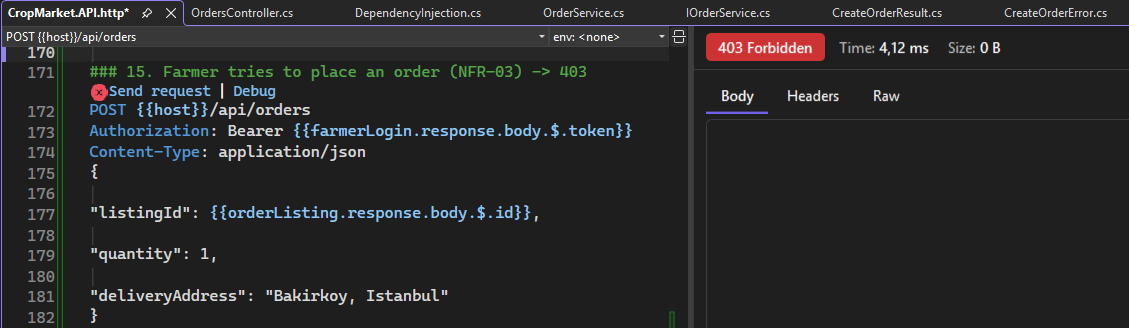 CropMarket.API.http*
OrdersController.cs
DependencyInjection.cs
OrderService.cs
IOrderService.cs
CreateOrderResult.cs
CreateOrderError.cs
POST {{host}}/api/orders
env: <none>
170
171 ### 15. Farmer tries to place an order (NFR-03) -> 403
Send request | Debug
172 POST {{host}}/api/orders
173 Authorization: Bearer {{farmerLogin.response.body.$.token}}
174 Content-Type: application/json
175 {
176
177 "listingId": {{orderListing.response.body.$.id}},
178
179 "quantity": 1,
180
181 "deliveryAddress": "Bakirkoy, Istanbul"
182 }
403 Forbidden Time: 4,12 ms Size: 0 B
Body Headers Raw